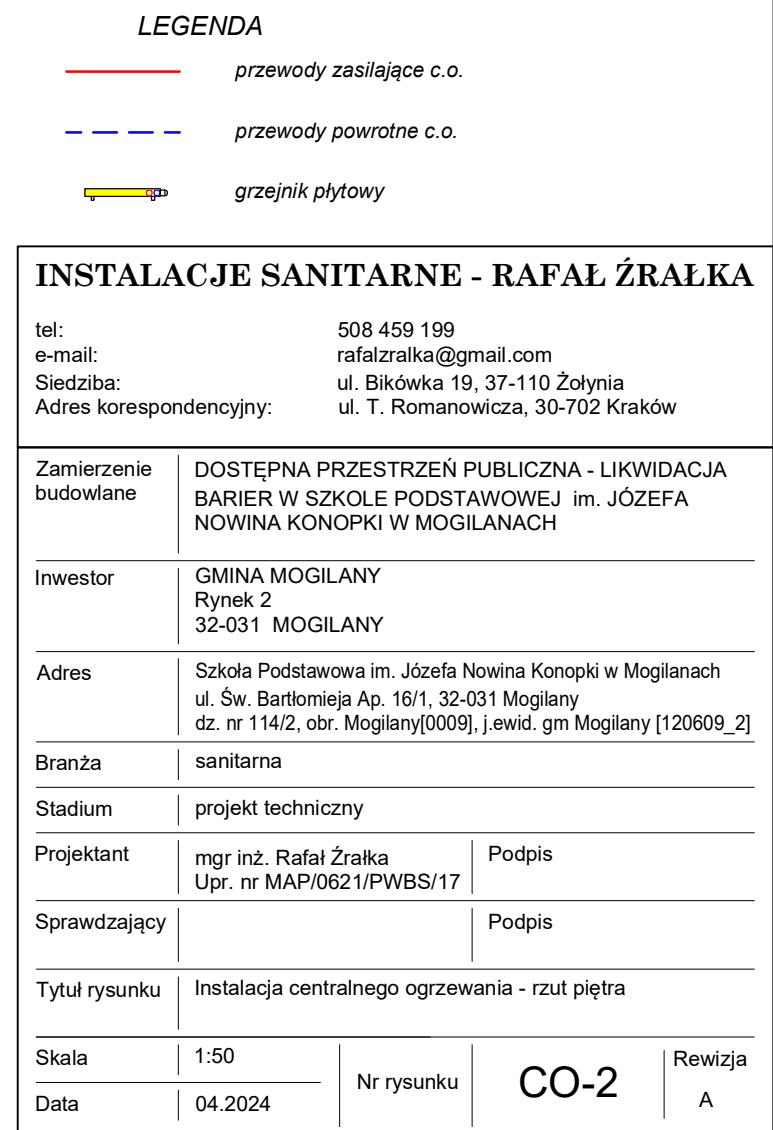 LEGENDA
przewody zasilające c.o.
przewody powrotne c.o.
grzejnik płytowy
INSTALACJE SANITARNE - RAFAŁ ŹRAŁKA
tel: 508 459 199
e-mail: rafalzralka@gmail.com
Siedziba: ul. Bikówka 19, 37-110 Żołynia
Adres korespondencyjny: ul. T. Romanowicza, 30-702 Kraków
Zamierzenie budowlane
DOSTĘPNA PRZESTRZEŃ PUBLICZNA - LIKWIDACJA
BARIER W SZKOLE PODSTAWOWEJ im. JÓZEFA
NOWINA KONOPKI W MOGILANACH
Inwestor
GMINA MOGILANY
Rynek 2
32-031 MOGILANY
Adres
Szkoła Podstawowa im. Józefa Nowina Konopki w Mogilanach
ul. Św. Bartłomieja Ap. 16/1, 32-031 Mogilany
dz. nr 114/2, obr. Mogilany[0009], j.ewid. gm Mogilany [120609_2]
Branża sanitarna
Stadium projekt techniczny
Projektant
mgr inż. Rafał Źrałka
Upr. nr MAP/0621/PWBS/17
Podpis
Sprawdzający Podpis
Tytuł rysunku Instalacja centralnego ogrzewania - rzut piętra
Skala 1:50
Data 04.2024
Nr rysunku CO-2
Rewizja
A